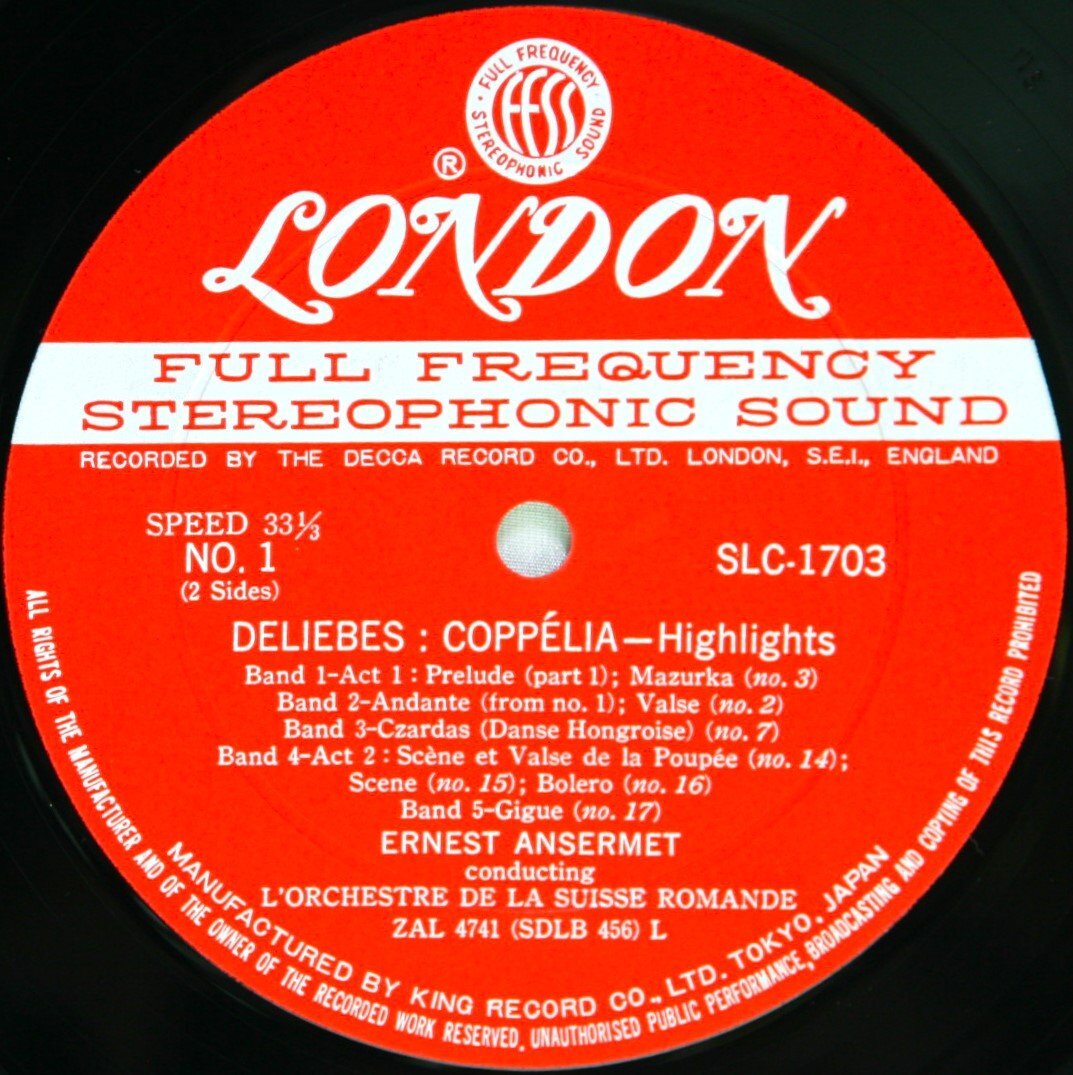 FULL FREQUENCY
STEREOPHONIC SOUND
FFSS
®
LONDON
FULL FREQUENCY
STEREOPHONIC SOUND
RECORDED BY THE DECCA RECORD CO., LTD. LONDON, S.E.I., ENGLAND
SPEED 33⅓
NO. 1
(2 Sides)
SLC-1703
DELIEBES : COPPÉLIA—Highlights
Band 1-Act 1 : Prelude (part 1); Mazurka (no. 3)
Band 2-Andante (from no. 1); Valse (no. 2)
Band 3-Czardas (Danse Hongroise) (no. 7)
Band 4-Act 2 : Scène et Valse de la Poupée (no. 14);
Scene (no. 15); Bolero (no. 16)
Band 5-Gigue (no. 17)
ERNEST ANSERMET
conducting
L'ORCHESTRE DE LA SUISSE ROMANDE
ZAL 4741 (SDLB 456) L
MANUFACTURED BY KING RECORD CO., LTD. TOKYO. JAPAN
ALL RIGHTS OF THE MANUFACTURER AND OF THE OWNER OF THE RECORDED WORK RESERVED, UNAUTHORISED PUBLIC PERFORMANCE, BROADCASTING AND COPYING OF THIS RECORD PROHIBITED